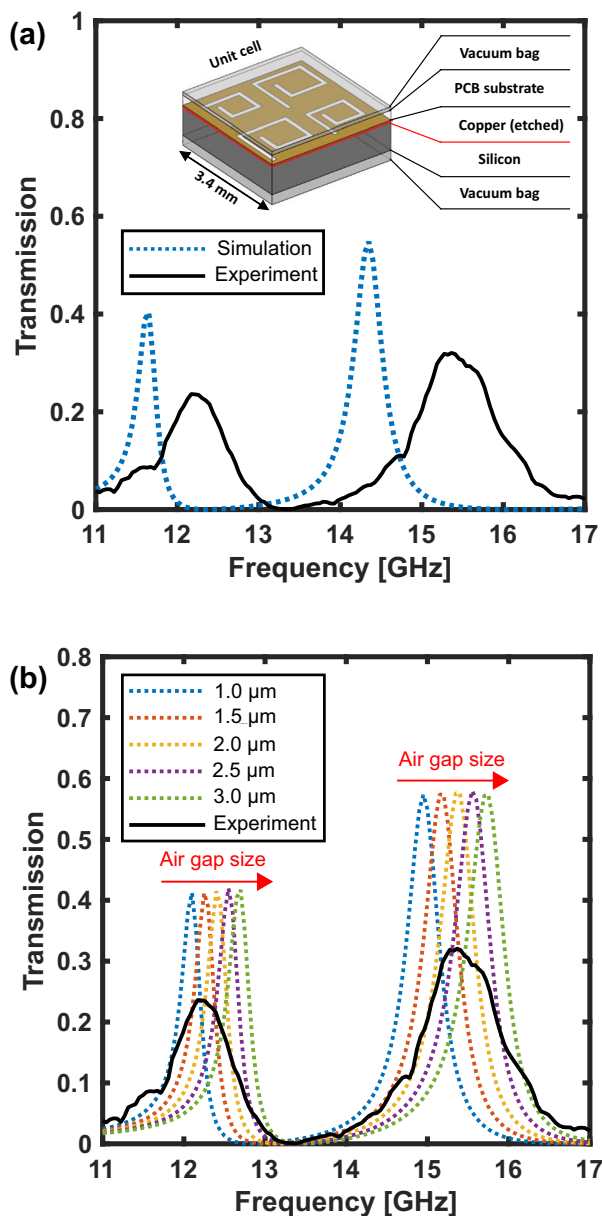 (a)
Transmission
1
0.8
0.6
0.4
0.2
0
Unit cell
3.4 mm
Vacuum bag
PCB substrate
Copper (etched)
Silicon
Vacuum bag
Simulation
Experiment
11 12 13 14 15 16 17
Frequency [GHz]
(b)
Transmission
0.8
0.7
0.6
0.5
0.4
0.3
0.2
0.1
0
1.0 µm
1.5 µm
2.0 µm
2.5 µm
3.0 µm
Experiment
Air gap size
Air gap size
11 12 13 14 15 16 17
Frequency [GHz]